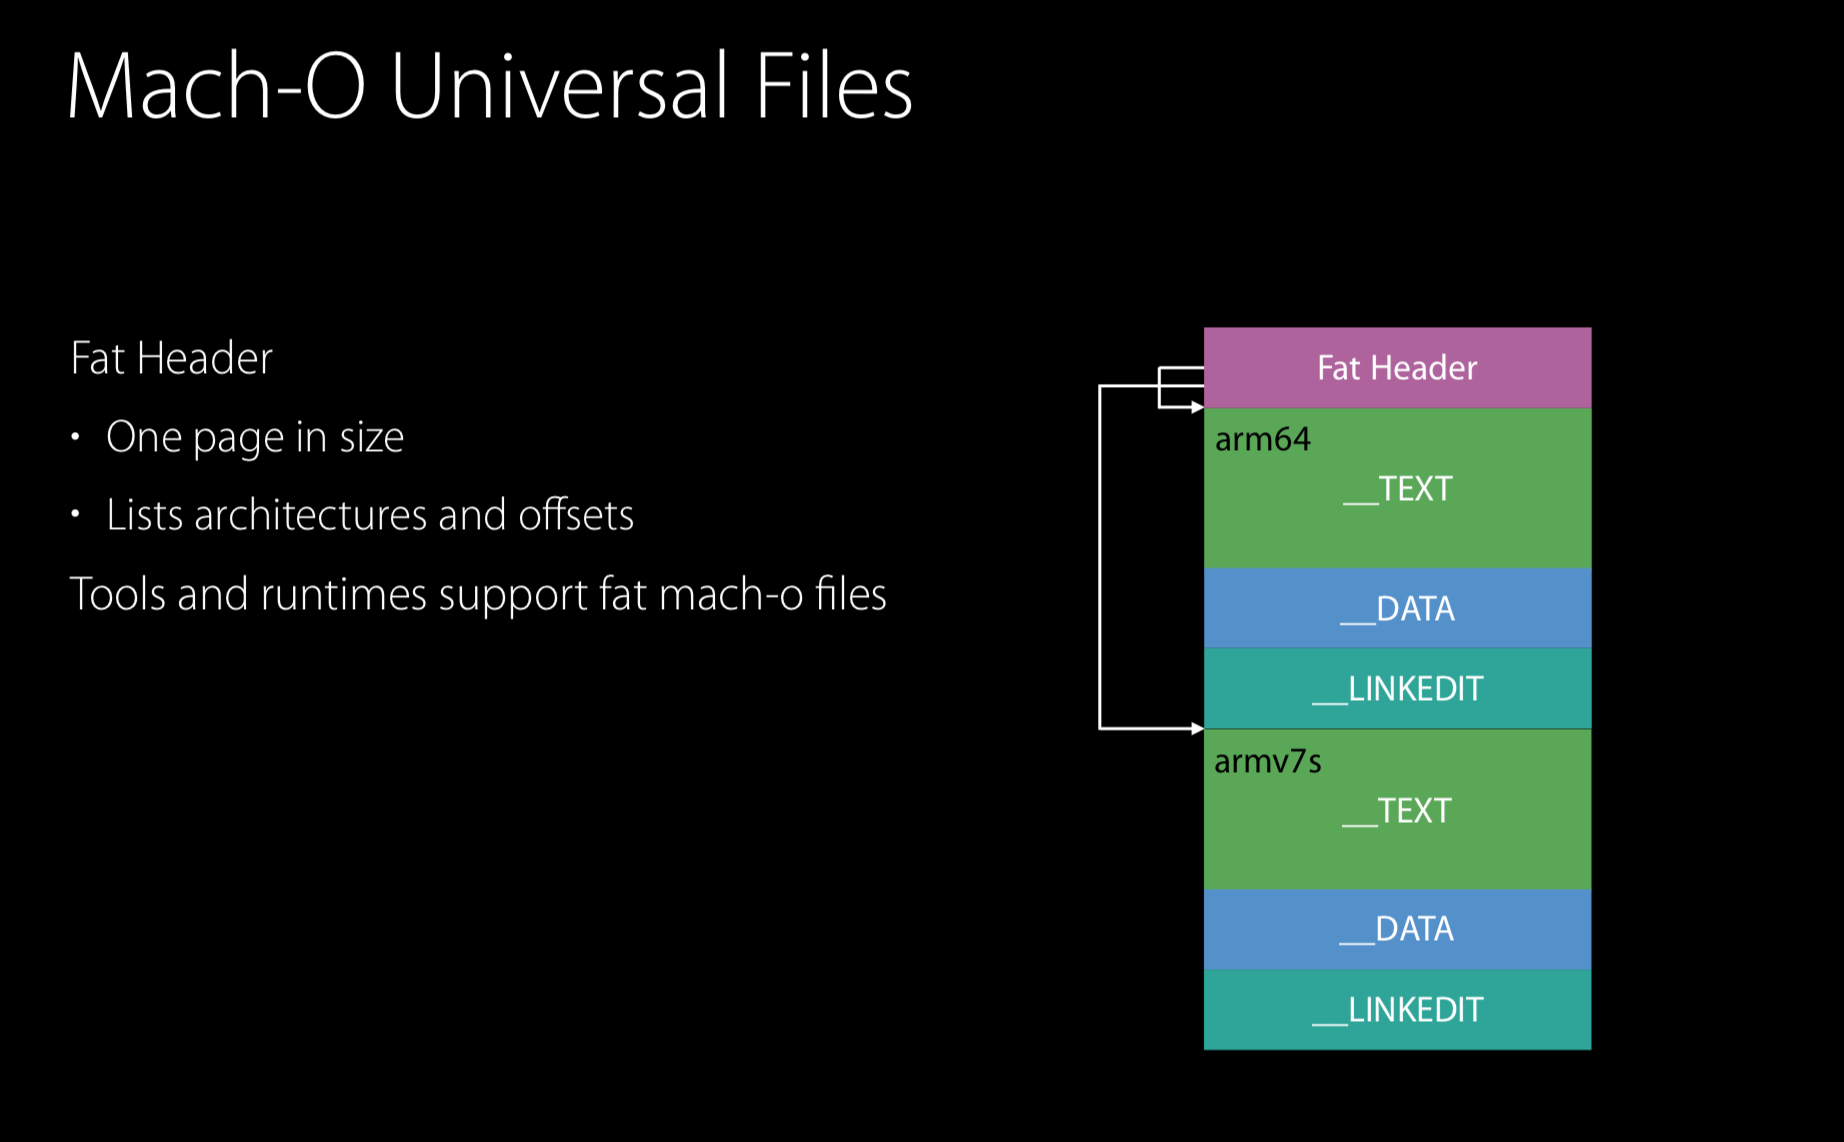 Mach-O Universal Files
Fat Header
• One page in size
• Lists architectures and offsets
Tools and runtimes support fat mach-o files
Fat Header
arm64
__TEXT
__DATA
__LINKEDIT
armv7s
__TEXT
__DATA
__LINKEDIT